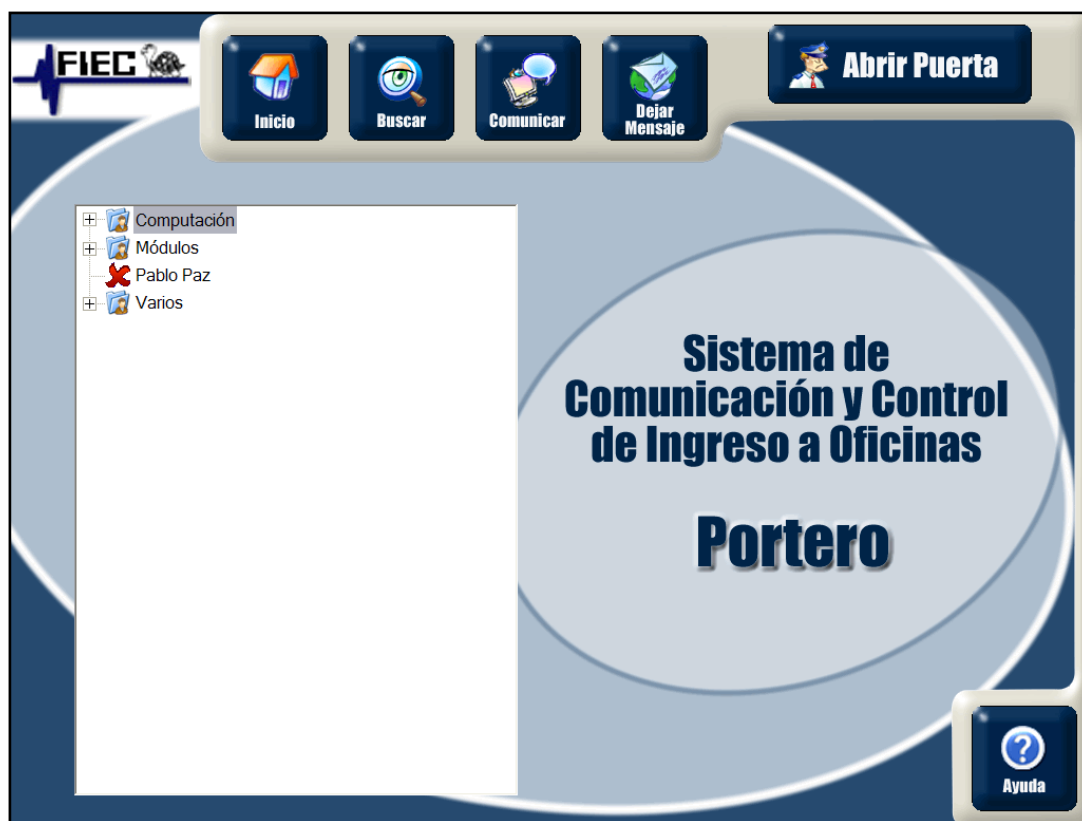 FIEC
Inicio
Buscar
Comunicar
Dejar
Mensaje
Abrir Puerta
Computación
Módulos
Pablo Paz
Varios
Sistema de
Comunicación y Control
de Ingreso a Oficinas
Portero
Ayuda